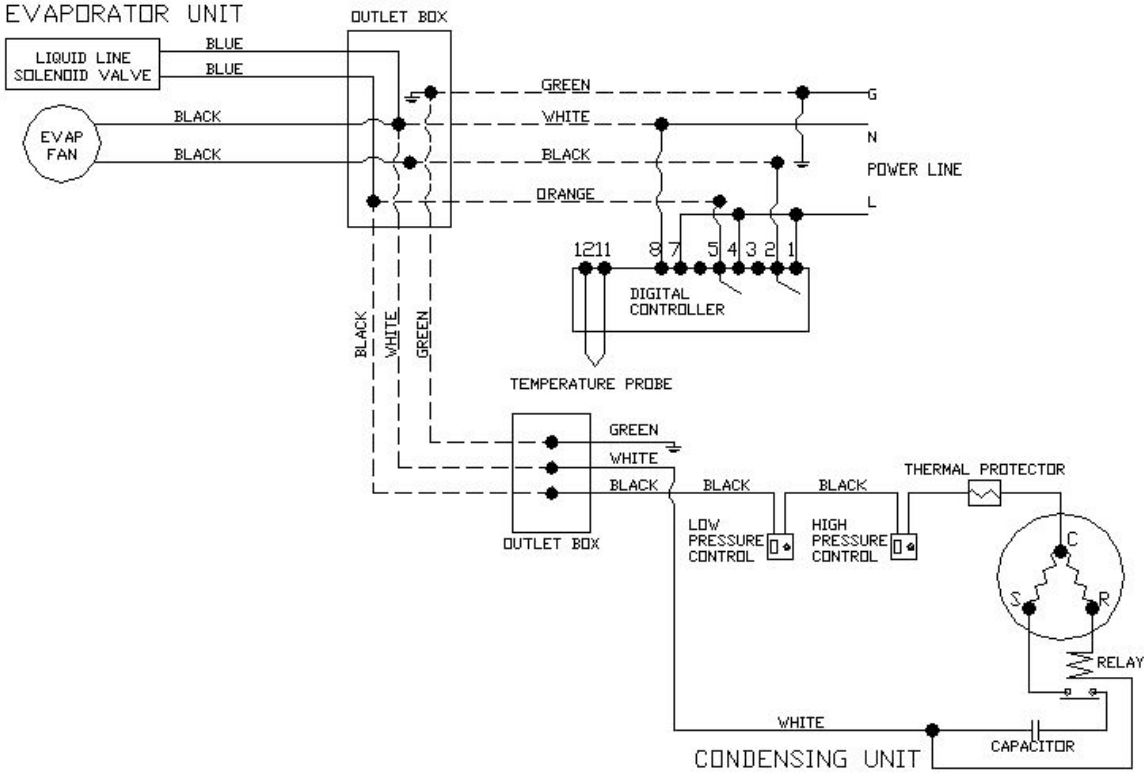 EVAPORATOR UNIT
OUTLET BOX
BLUE
LIQUID LINE
SOLENOID VALVE
BLUE
GREEN
G
BLACK
WHITE
N
EVAP
FAN
BLACK
BLACK
POWER LINE
ORANGE
L
12 11 8 7 5 4 3 2 1
DIGITAL
CONTROLLER
BLACK
WHITE
GREEN
TEMPERATURE PROBE
GREEN
WHITE
BLACK
BLACK
BLACK
THERMAL PROTECTOR
OUTLET BOX
LOW
PRESSURE
CONTROL
HIGH
PRESSURE
CONTROL
C
S
R
RELAY
WHITE
CAPACITOR
CONDENSING UNIT